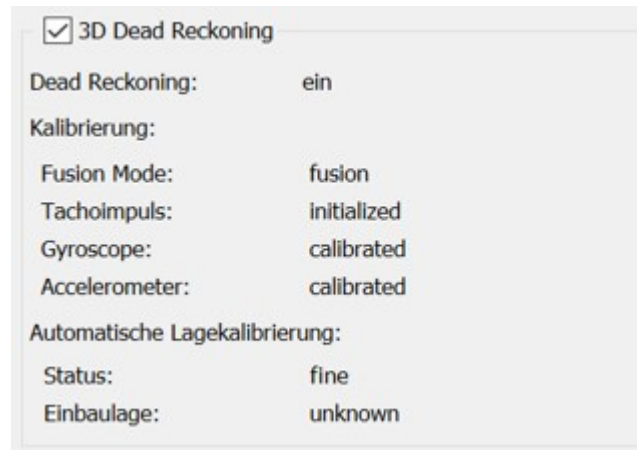 3D Dead Reckoning
Dead Reckoning: ein
Kalibrierung:
Fusion Mode: fusion
Tachoimpuls: initialized
Gyroscope: calibrated
Accelerometer: calibrated
Automatische Lagekalibrierung:
Status: fine
Einbaulage: unknown